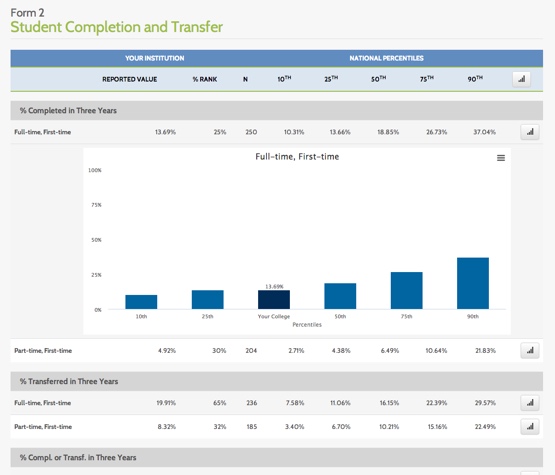 Form 2
Student Completion and Transfer
YOUR INSTITUTION NATIONAL PERCENTILES
REPORTED VALUE % RANK N 10TH 25TH 50TH 75TH 90TH
% Completed in Three Years
Full-time, First-time 13.69% 25% 250 10.31% 13.66% 18.85% 26.73% 37.04%
Full-time, First-time
100%
75%
50%
25%
0%
13.69%
10th 25th Your College 50th 75th 90th
Percentiles
Part-time, First-time 4.92% 30% 204 2.71% 4.38% 6.49% 10.64% 21.83%
% Transferred in Three Years
Full-time, First-time 19.91% 65% 236 7.58% 11.06% 16.15% 22.39% 29.57%
Part-time, First-time 8.32% 32% 185 3.40% 6.70% 10.21% 15.16% 22.49%
% Compl. or Transf. in Three Years